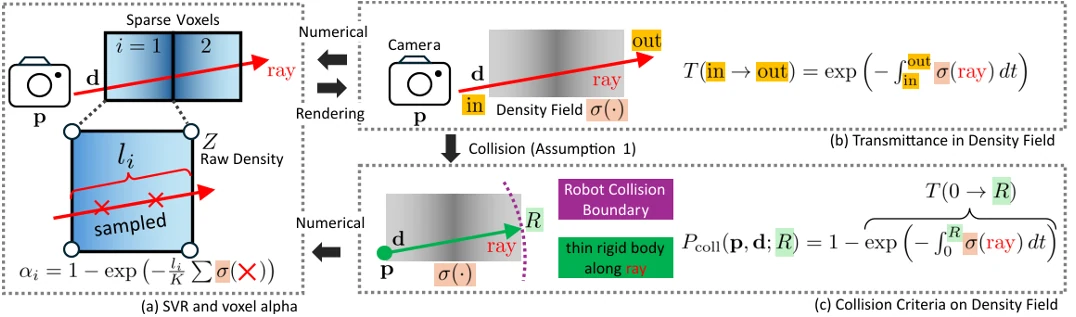 Sparse Voxels
i = 1
2
d
ray
p
Z
Raw Density
l_i
sampled
α_i = 1 − exp(−\frac{l_i}{K} ∑ σ(×))
(a) SVR and voxel alpha
Numerical
Rendering
Camera
d
out
ray
p
in
Density Field σ(·)
T(in → out) = exp(−∫_{in}^{out} σ(ray) dt)
(b) Transmittance in Density Field
Collision (Assumption 1)
Numerical
d
R
ray
p
σ(·)
Robot Collision
Boundary
thin rigid body
along ray
T(0 → R)
P_coll(p, d; R) = 1 − exp(−∫_0^R σ(ray) dt)
(c) Collision Criteria on Density Field